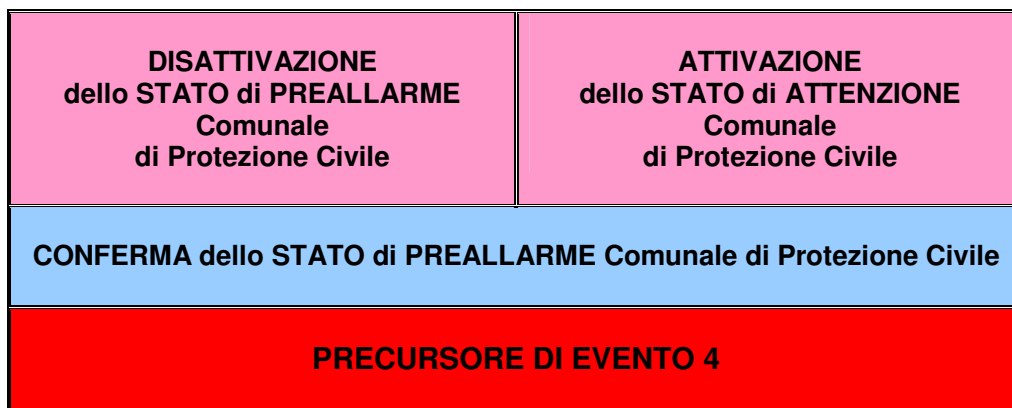 DISATTIVAZIONE
dello STATO di PREALLARME
Comunale
di Protezione Civile
ATTIVAZIONE
dello STATO di ATTENZIONE
Comunale
di Protezione Civile
CONFERMA dello STATO di PREALLARME Comunale di Protezione Civile
PRECURSORE DI EVENTO 4